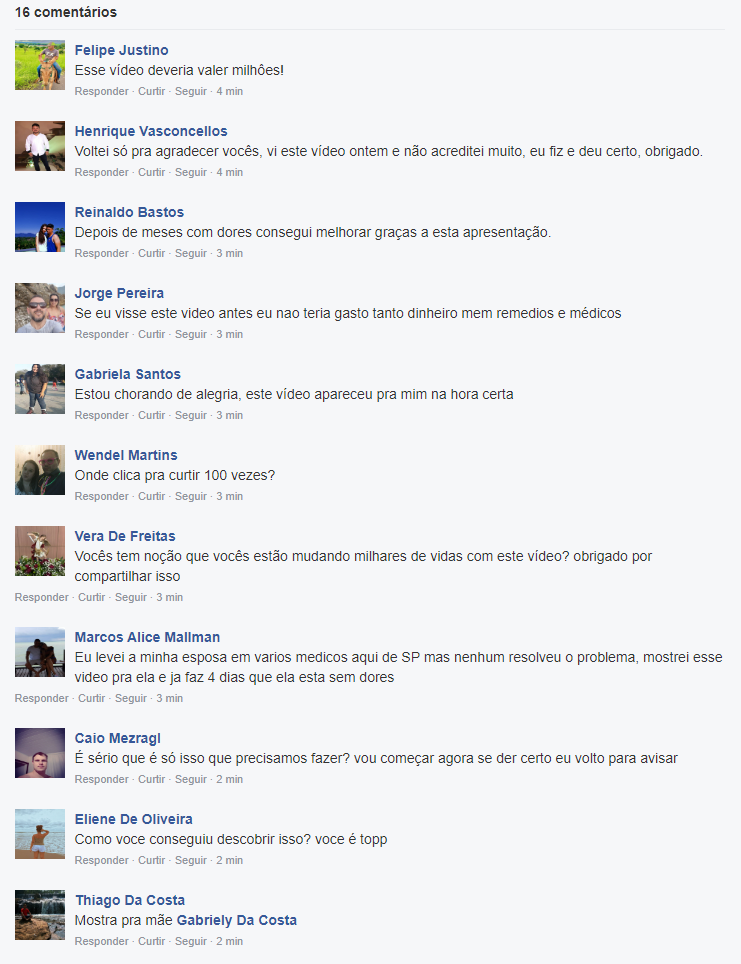 16 comentários
Felipe Justino
Esse vídeo deveria valer milhôes!
Responder · Curtir · Seguir · 4 min
Henrique Vasconcellos
Voltei só pra agradecer vocês, vi este vídeo ontem e não acreditei muito, eu fiz e deu certo, obrigado.
Responder · Curtir · Seguir · 4 min
Reinaldo Bastos
Depois de meses com dores consegui melhorar graças a esta apresentação.
Responder · Curtir · Seguir · 3 min
Jorge Pereira
Se eu visse este video antes eu nao teria gasto tanto dinheiro mem remedios e médicos
Responder · Curtir · Seguir · 3 min
Gabriela Santos
Estou chorando de alegria, este vídeo apareceu pra mim na hora certa
Responder · Curtir · Seguir · 3 min
Wendel Martins
Onde clica pra curtir 100 vezes?
Responder · Curtir · Seguir · 3 min
Vera De Freitas
Vocês tem noção que vocês estão mudando milhares de vidas com este vídeo? obrigado por
compartilhar isso
Responder · Curtir · Seguir · 3 min
Marcos Alice Mallman
Eu levei a minha esposa em varios medicos aqui de SP mas nenhum resolveu o problema, mostrei esse
video pra ela e ja faz 4 dias que ela esta sem dores
Responder · Curtir · Seguir · 3 min
Caio Mezragl
É sério que é só isso que precisamos fazer? vou começar agora se der certo eu volto para avisar
Responder · Curtir · Seguir · 2 min
Eliene De Oliveira
Como voce conseguiu descobrir isso? voce é topp
Responder · Curtir · Seguir · 2 min
Thiago Da Costa
Mostra pra mãe Gabriely Da Costa
Responder · Curtir · Seguir · 2 min